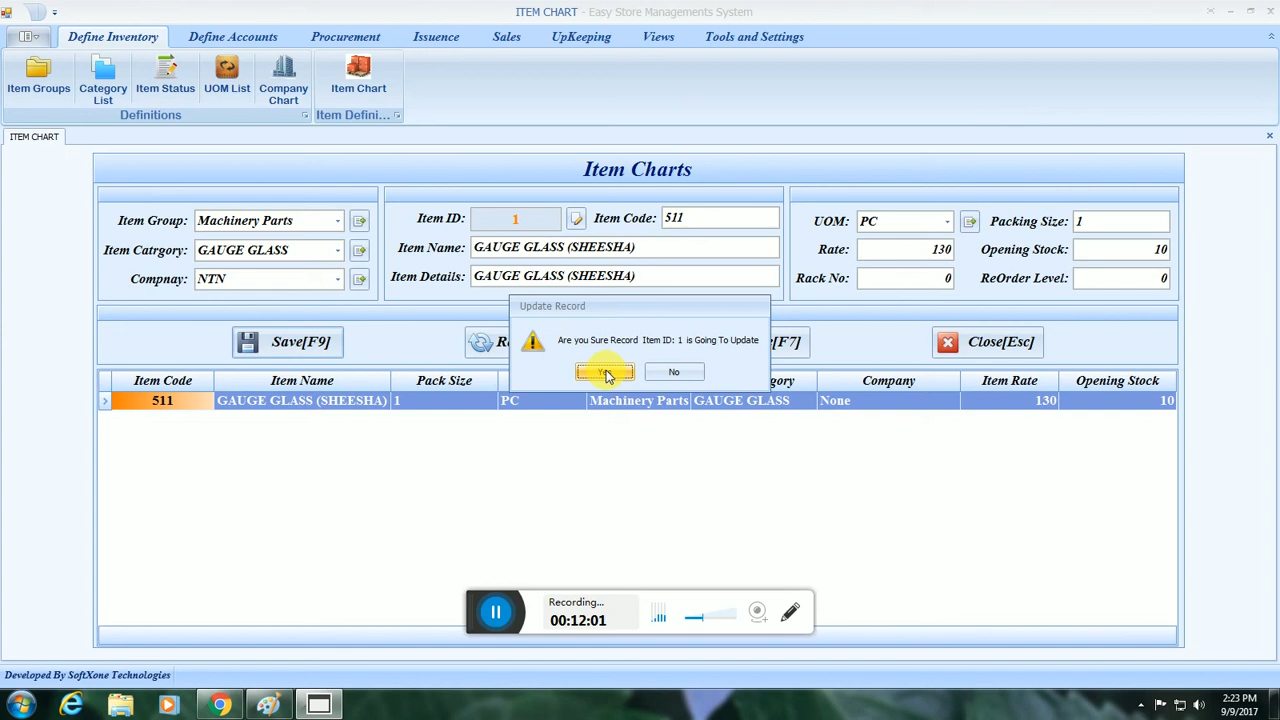 ITEM CHART - Easy Store Managements System
Define Inventory Define Accounts Procurement Issuence Sales UpKeeping Views Tools and Settings
Item Groups Category List Item Status UOM List Company Chart Item Chart
Definitions Item Defini...
ITEM CHART
Item Charts
Item Group: Machinery Parts
Item Catrgory: GAUGE GLASS
Compnay: NTN
Item ID: 1 Item Code: 511
Item Name: GAUGE GLASS (SHEESHA)
Item Details: GAUGE GLASS (SHEESHA)
UOM: PC Packing Size: 1
Rate: 130 Opening Stock: 10
Rack No: 0 ReOrder Level: 0
Update Record
Are you Sure Record Item ID: 1 is Going To Update
Yes No
Save[F9] [F7] Close[Esc]
Item Code Item Name Pack Size Company Item Rate Opening Stock
511 GAUGE GLASS (SHEESHA) 1 PC Machinery Parts GAUGE GLASS None 130 10
Recording...
00:12:01
Developed By SoftXone Technologies
2:23 PM
9/9/2017